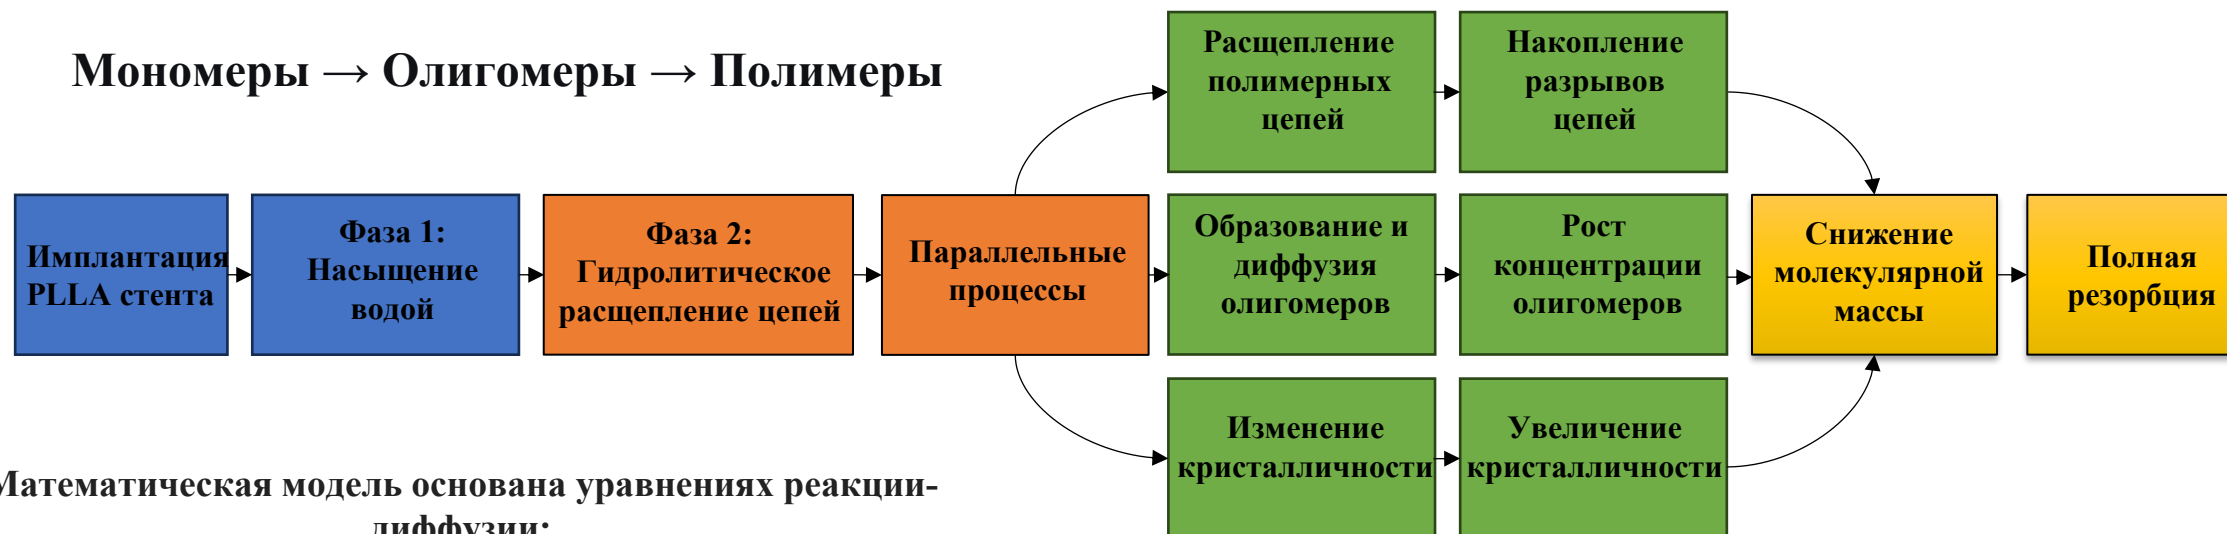 Мономеры → Олигомеры → Полимеры
Расщепление
полимерных
цепей
Накопление
разрывов
цепей
Имплантация
PLLA стента
Фаза 1:
Насыщение
водой
Фаза 2:
Гидролитическое
расщепление цепей
Параллельные
процессы
Образование и
диффузия
олигомеров
Рост
концентрации
олигомеров
Снижение
молекулярной
массы
Полная
резорбция
Изменение
кристалличности
Увеличение
кристалличности
Математическая модель основана уравнениях реакции-
диффузии: